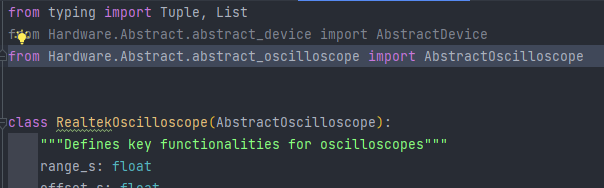 from typing import Tuple, List
from Hardware.Abstract.abstract_device import AbstractDevice
from Hardware.Abstract.abstract_oscilloscope import AbstractOscilloscope
class RealtekOscilloscope(AbstractOscilloscope):
"""Defines key functionalities for oscilloscopes"""
range_s: float
offset_s: float